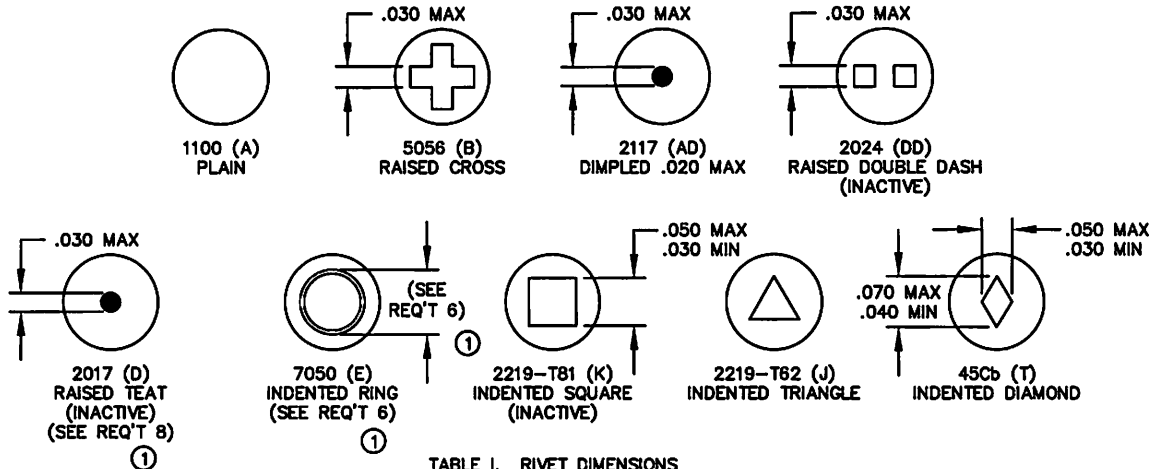 .030 MAX
.030 MAX
.030 MAX
1100 (A)
PLAIN
5056 (B)
RAISED CROSS
2117 (AD)
DIMPLED .020 MAX
2024 (DD)
RAISED DOUBLE DASH
(INACTIVE)
.030 MAX
2017 (D)
RAISED TEAT
(INACTIVE)
(SEE REQ'T 8)
1
(SEE
REQ'T 6)
1
7050 (E)
INDENTED RING
(SEE REQ'T 6)
1
.050 MAX
.030 MIN
2219-T81 (K)
INDENTED SQUARE
(INACTIVE)
2219-T62 (J)
INDENTED TRIANGLE
.050 MAX
.030 MIN
.070 MAX
.040 MIN
45Cb (T)
INDENTED DIAMOND
TABLE I. RIVET DIMENSIONS